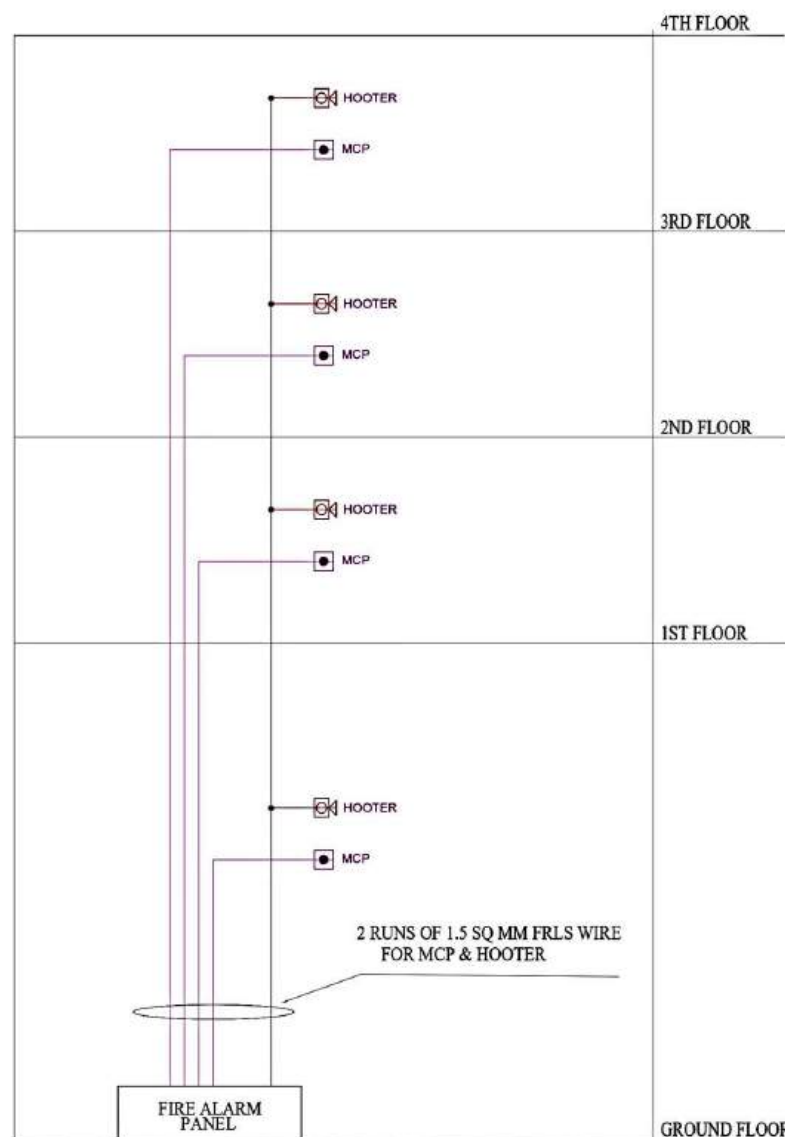 4TH FLOOR
HOOTER
MCP
3RD FLOOR
HOOTER
MCP
2ND FLOOR
HOOTER
MCP
1ST FLOOR
HOOTER
MCP
2 RUNS OF 1.5 SQ MM FRLS WIRE
FOR MCP & HOOTER
FIRE ALARM
PANEL
GROUND FLOOR